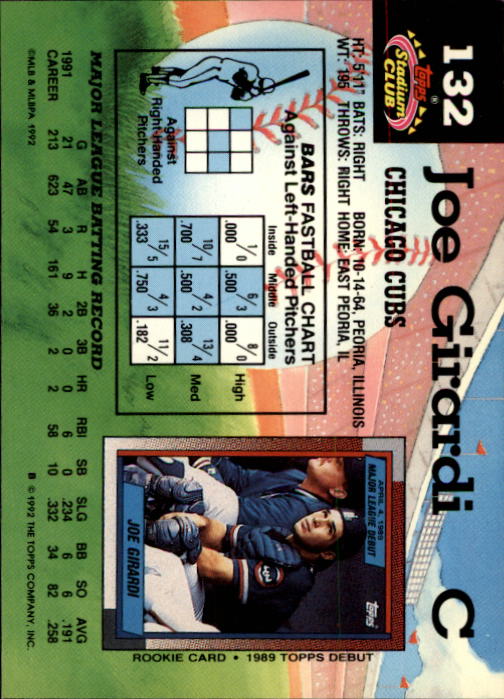 132
Topps®
Stadium
CLUB
Joe Girardi C
CHICAGO CUBS
HT: 5'11" BATS: RIGHT BORN: 10-14-64, PEORIA, ILLINOIS
WT: 195 THROWS: RIGHT HOME: EAST PEORIA, IL
BARS FASTBALL CHART
Against Left-Handed Pitchers
Inside Middle Outside
1/0 6/3 8/0
.000 .500 .000
High
10/7 4/2 13/4
.700 .500 .308
Med
15/5 4/3 11/2
.333 .750 .182
Low
Against
Right-Handed
Pitchers
APRIL 4, 1989
MAJOR LEAGUE DEBUT
Topps
JOE GIRARDI
ROOKIE CARD • 1989 TOPPS DEBUT
MAJOR LEAGUE BATTING RECORD
G AB R H 2B 3B HR RBI SB SLG BB SO AVG
1991 21 47 3 9 2 0 0 6 0 .234 6 6 .191
CAREER 213 623 54 161 36 2 2 58 10 .332 34 82 .258
©MLB & MLBPA 1992
B © 1992 THE TOPPS COMPANY, INC.